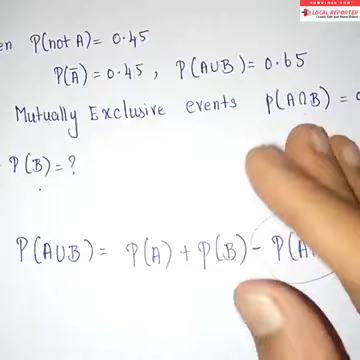 LOCAL REPORTER
en P(not A) = 0.45
P(A̅) = 0.45 , P(A∪B) = 0.65
Mutually Exclusive events P(A∩B) =
P(B) = ?
P(A∪B) = P(A) + P(B) - P(A